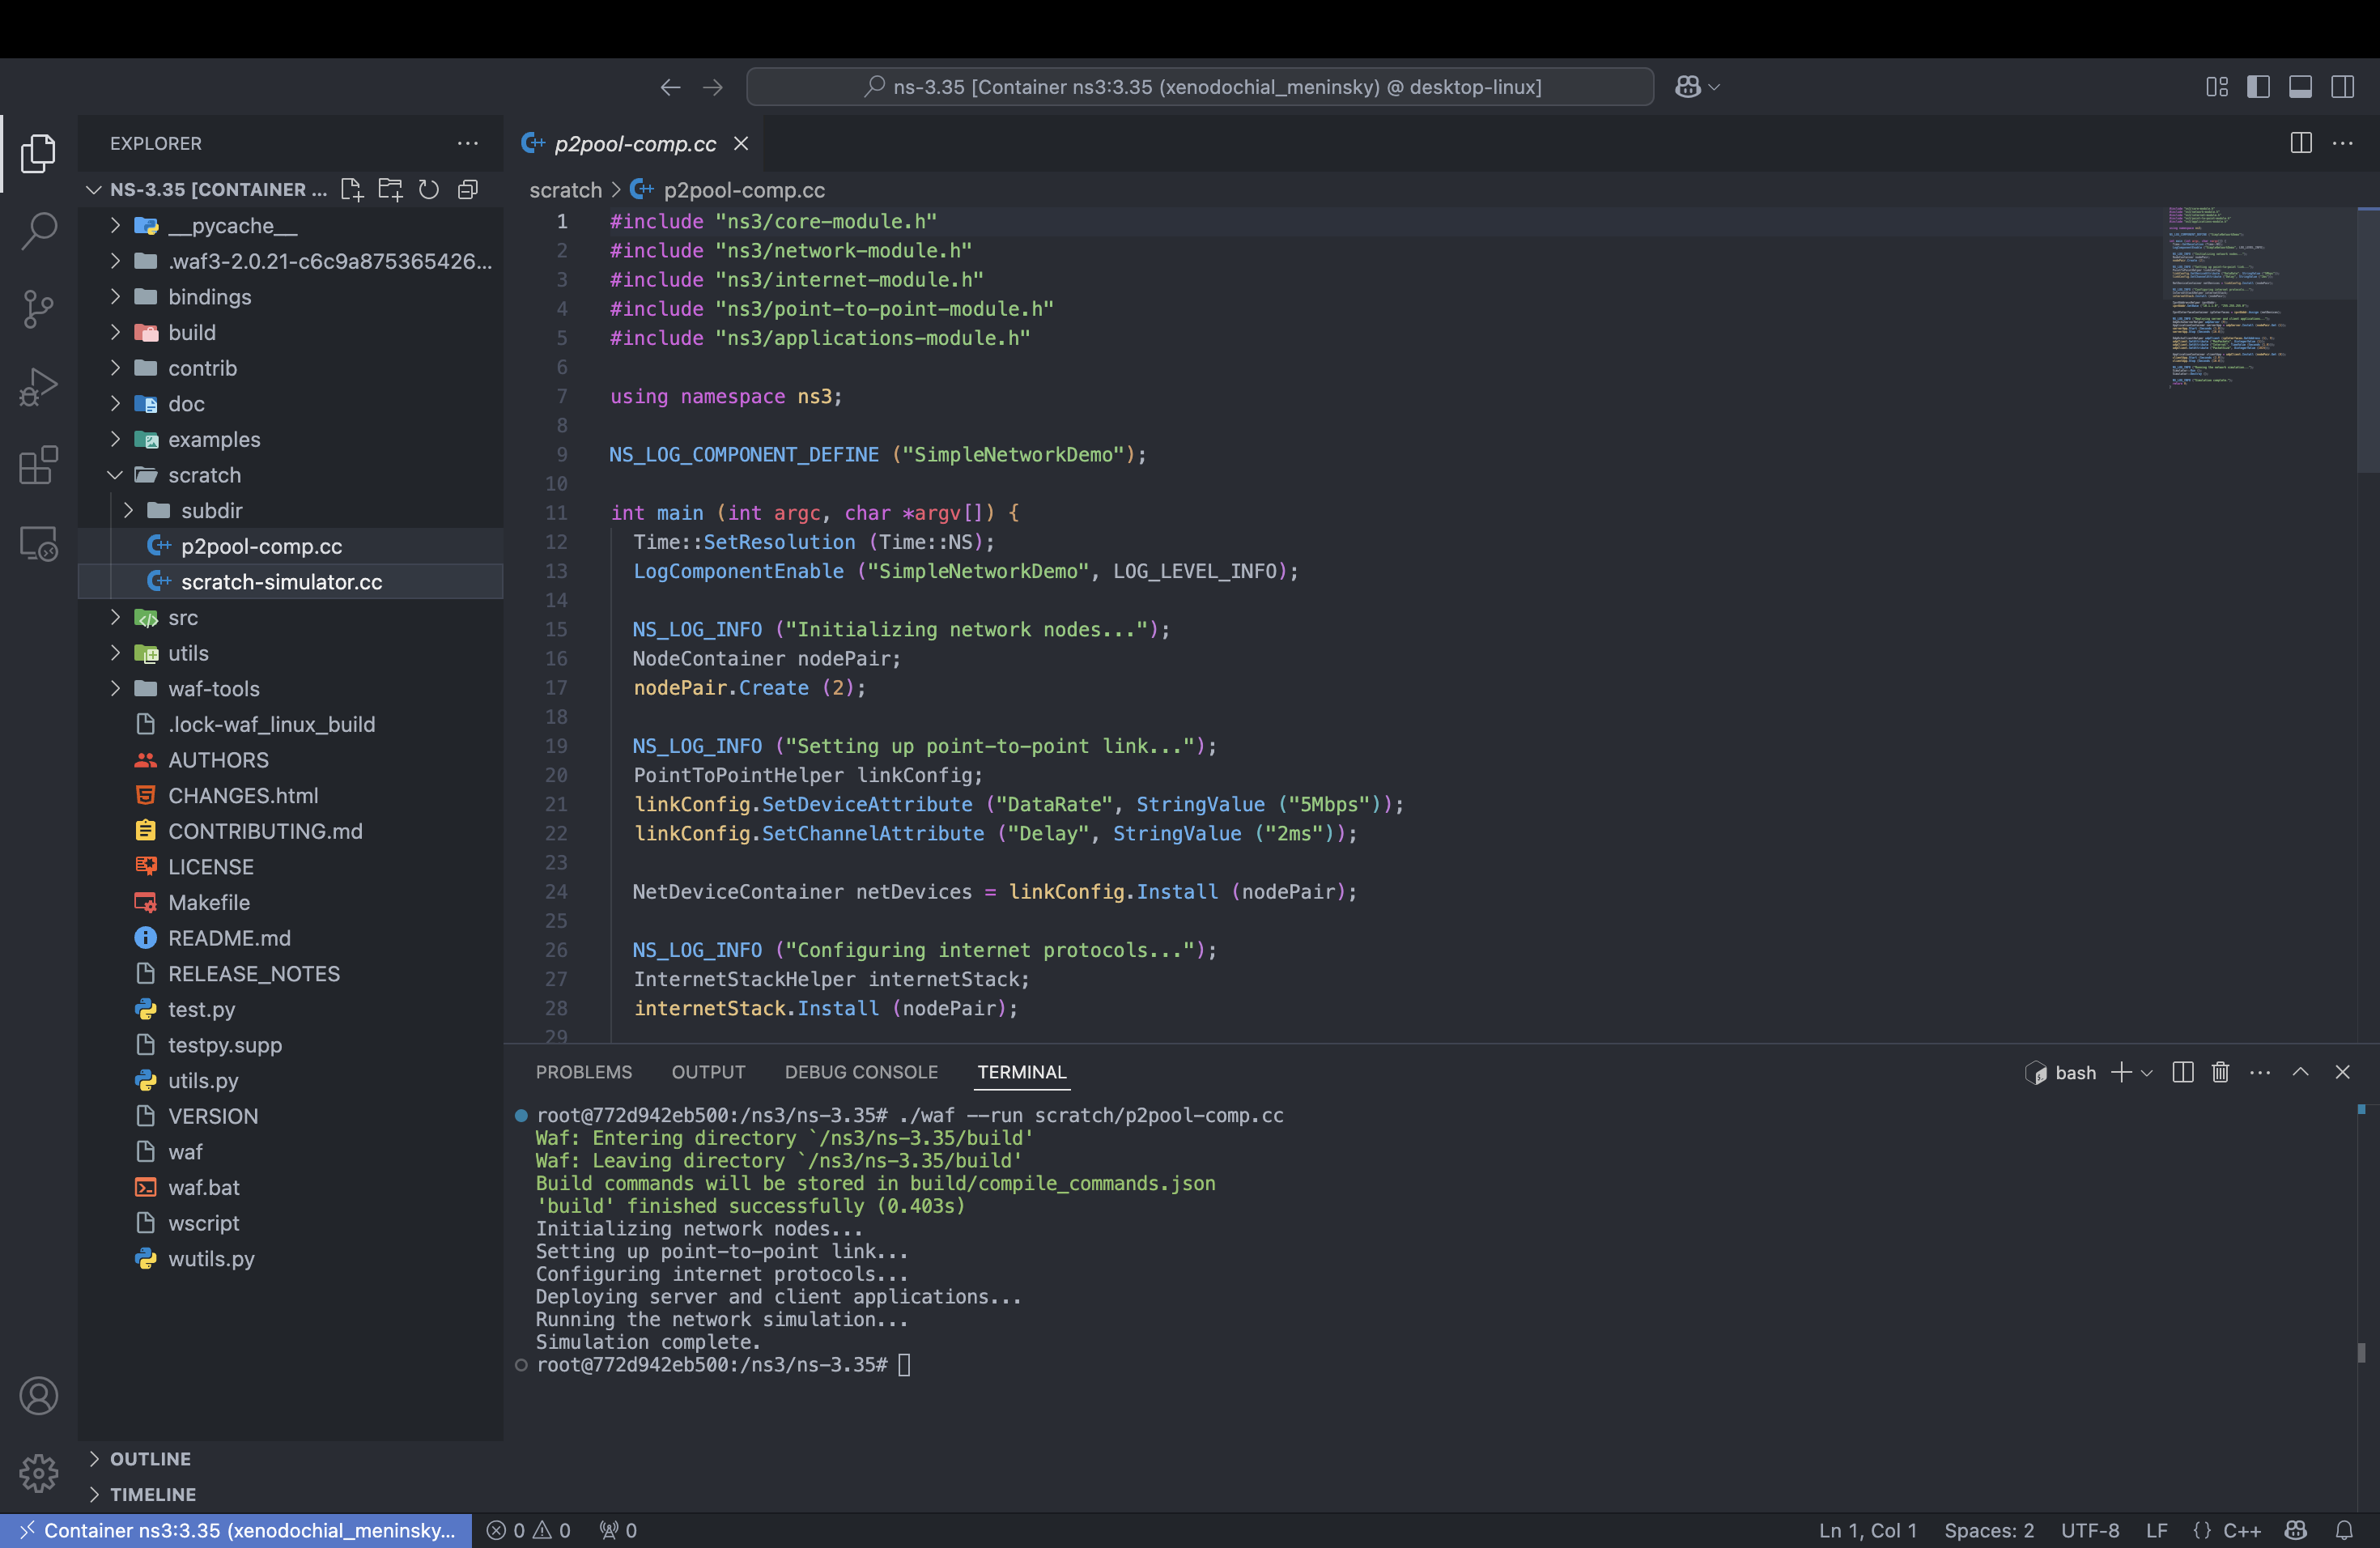 ns-3.35 [Container ns3:3.35 (xenodochial_meninsky) @ desktop-linux]
EXPLORER
NS-3.35 [CONTAINER ...
__pycache__
.waf3-2.0.21-c6c9a875365426...
bindings
build
contrib
doc
examples
scratch
subdir
p2pool-comp.cc
scratch-simulator.cc
src
utils
waf-tools
.lock-waf_linux_build
AUTHORS
CHANGES.html
CONTRIBUTING.md
LICENSE
Makefile
README.md
RELEASE_NOTES
test.py
testpy.supp
utils.py
VERSION
waf
waf.bat
wscript
wutils.py
OUTLINE
TIMELINE
p2pool-comp.cc
scratch > p2pool-comp.cc
1 #include "ns3/core-module.h"
2 #include "ns3/network-module.h"
3 #include "ns3/internet-module.h"
4 #include "ns3/point-to-point-module.h"
5 #include "ns3/applications-module.h"
6
7 using namespace ns3;
8
9 NS_LOG_COMPONENT_DEFINE ("SimpleNetworkDemo");
10
11 int main (int argc, char *argv[]) {
12 Time::SetResolution (Time::NS);
13 LogComponentEnable ("SimpleNetworkDemo", LOG_LEVEL_INFO);
14
15 NS_LOG_INFO ("Initializing network nodes...");
16 NodeContainer nodePair;
17 nodePair.Create (2);
18
19 NS_LOG_INFO ("Setting up point-to-point link...");
20 PointToPointHelper linkConfig;
21 linkConfig.SetDeviceAttribute ("DataRate", StringValue ("5Mbps"));
22 linkConfig.SetChannelAttribute ("Delay", StringValue ("2ms"));
23
24 NetDeviceContainer netDevices = linkConfig.Install (nodePair);
25
26 NS_LOG_INFO ("Configuring internet protocols...");
27 InternetStackHelper internetStack;
28 internetStack.Install (nodePair);
29
PROBLEMS OUTPUT DEBUG CONSOLE TERMINAL
bash
root@772d942eb500:/ns3/ns-3.35# ./waf --run scratch/p2pool-comp.cc
Waf: Entering directory `/ns3/ns-3.35/build'
Waf: Leaving directory `/ns3/ns-3.35/build'
Build commands will be stored in build/compile_commands.json
'build' finished successfully (0.403s)
Initializing network nodes...
Setting up point-to-point link...
Configuring internet protocols...
Deploying server and client applications...
Running the network simulation...
Simulation complete.
root@772d942eb500:/ns3/ns-3.35#
Container ns3:3.35 (xenodochial_meninsky... 0 0 0 Ln 1, Col 1 Spaces: 2 UTF-8 LF {} C++